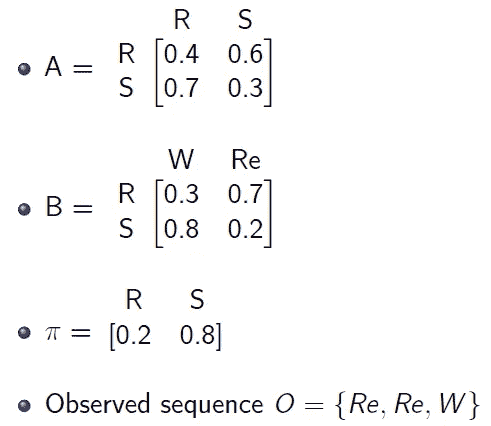 R S
• A = R [0.4 0.6
S 0.7 0.3]
W Re
• B = R [0.3 0.7
S 0.8 0.2]
R S
• π = [0.2 0.8]
• Observed sequence O = {Re, Re, W}